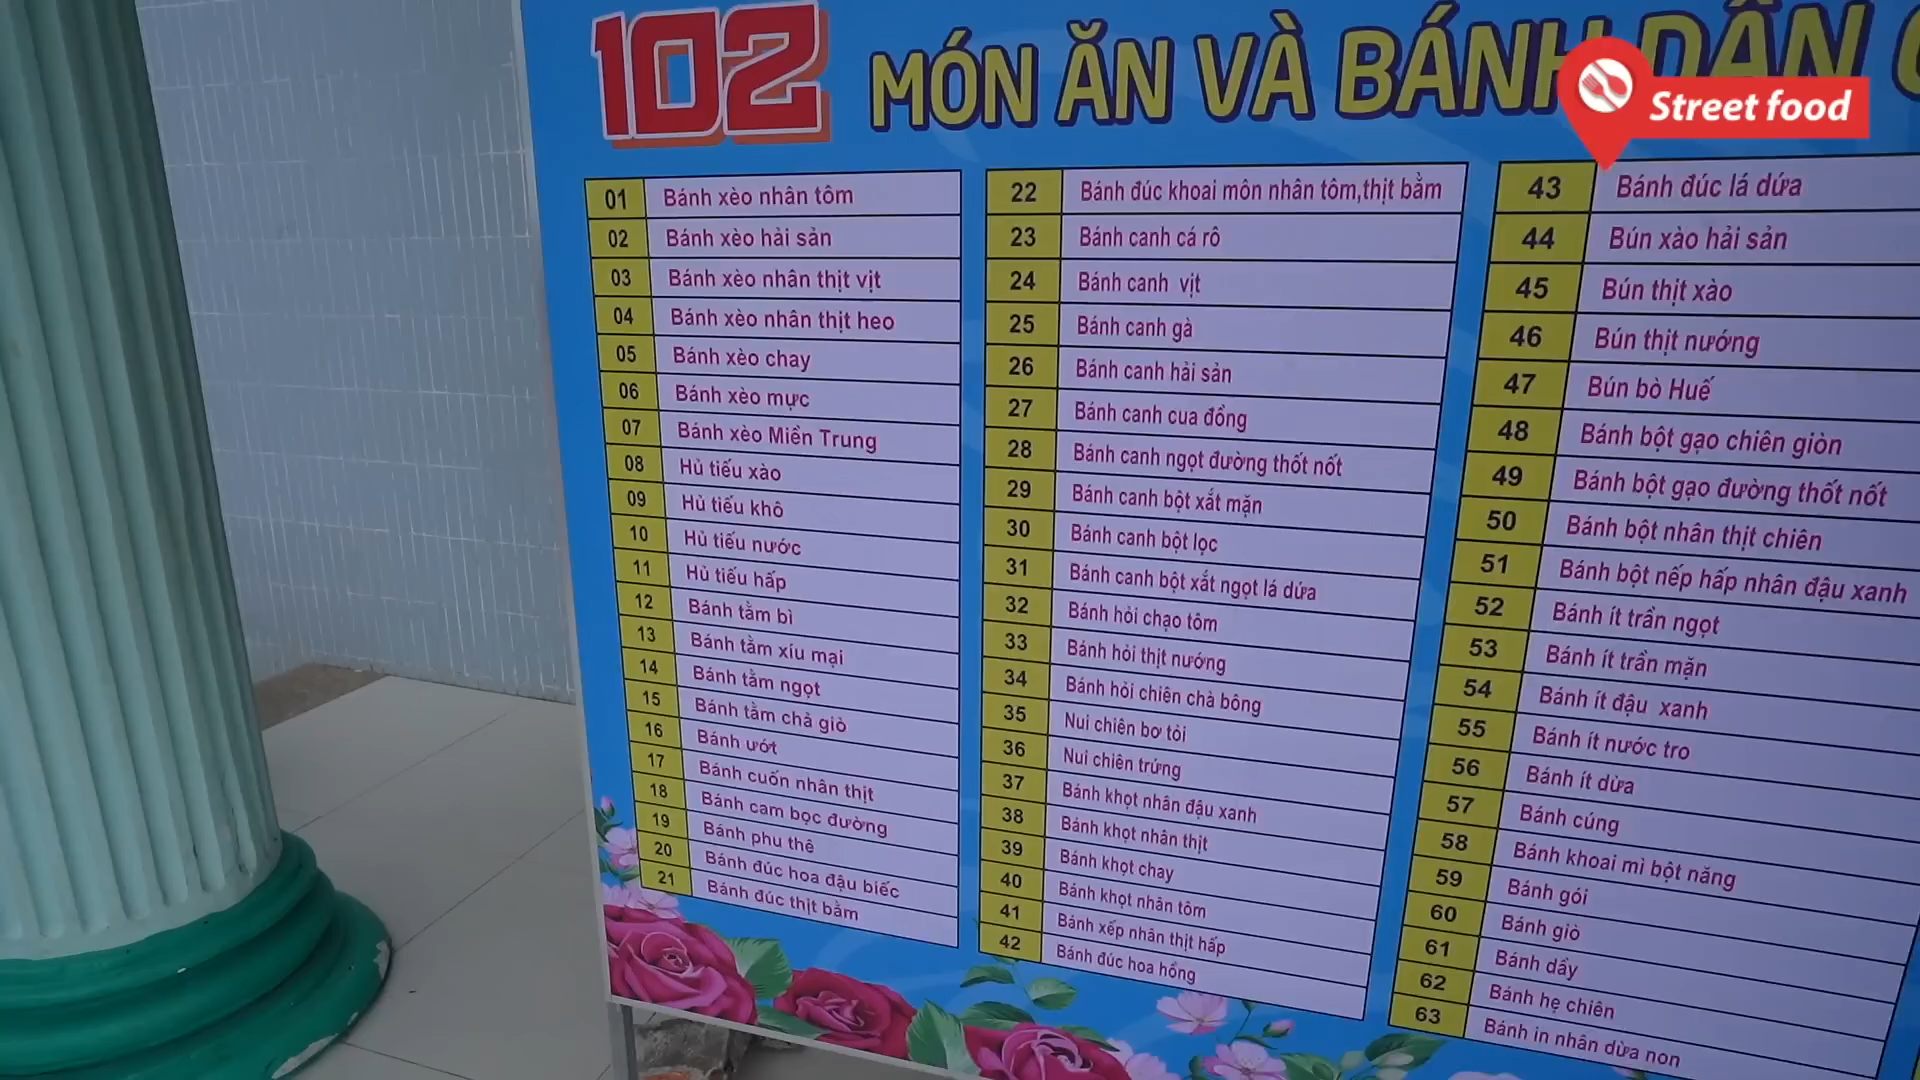 102 MÓN ĂN VÀ BÁNH DÂN
Street food
01 Bánh xèo nhân tôm
02 Bánh xèo hải sản
03 Bánh xèo nhân thịt vịt
04 Bánh xèo nhân thịt heo
05 Bánh xèo chay
06 Bánh xèo mực
07 Bánh xèo Miền Trung
08 Hủ tiếu xào
09 Hủ tiếu khô
10 Hủ tiếu nước
11 Hủ tiếu hấp
12 Bánh tằm bì
13 Bánh tằm xíu mại
14 Bánh tằm ngọt
15 Bánh tằm chả giò
16 Bánh ướt
17 Bánh cuốn nhân thịt
18 Bánh cam bọc đường
19 Bánh phu thê
20 Bánh đúc hoa đậu biếc
21 Bánh đúc thịt bằm
22 Bánh đúc khoai môn nhân tôm,thịt bằm
23 Bánh canh cá rô
24 Bánh canh vịt
25 Bánh canh gà
26 Bánh canh hải sản
27 Bánh canh cua đồng
28 Bánh canh ngọt đường thốt nốt
29 Bánh canh bột xắt mặn
30 Bánh canh bột lọc
31 Bánh canh bột xắt ngọt lá dứa
32 Bánh hỏi chạo tôm
33 Bánh hỏi thịt nướng
34 Bánh hỏi chiên chà bông
35 Nui chiên bơ tỏi
36 Nui chiên trứng
37 Bánh khọt nhân đậu xanh
38 Bánh khọt nhân thịt
39 Bánh khọt chay
40 Bánh khọt nhân tôm
41 Bánh xếp nhân thịt hấp
42 Bánh đúc hoa hồng
43 Bánh đúc lá dứa
44 Bún xào hải sản
45 Bún thịt xào
46 Bún thịt nướng
47 Bún bò Huế
48 Bánh bột gạo chiên giòn
49 Bánh bột gạo đường thốt nốt
50 Bánh bột nhân thịt chiên
51 Bánh bột nếp hấp nhân đậu xanh
52 Bánh ít trần ngọt
53 Bánh ít trần mặn
54 Bánh ít đậu xanh
55 Bánh ít nước tro
56 Bánh ít dừa
57 Bánh cúng
58 Bánh khoai mì bột năng
59 Bánh gói
60 Bánh giò
61 Bánh dầy
62 Bánh hẹ chiên
63 Bánh in nhân dừa non